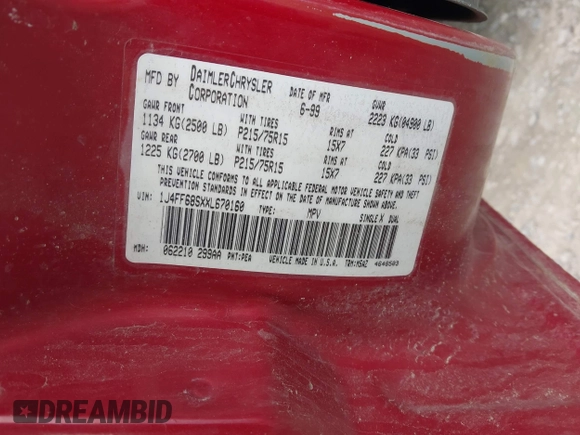 MFD BY DAIMLERCHRYSLER CORPORATION DATE OF MFR 6-99 GVWR 2223 KG(04900 LB)
GAWR FRONT WITH TIRES RIMS AT COLD
1134 KG(2500 LB) P215/75R15 15X7 227 KPA(33 PSI)
GAWR REAR WITH TIRES RIMS AT COLD
1225 KG(2700 LB) P215/75R15 15X7 227 KPA(33 PSI)
THIS VEHICLE CONFORMS TO ALL APPLICABLE FEDERAL MOTOR VEHICLE SAFETY AND THEFT
PREVENTION STANDARDS IN EFFECT ON THE DATE OF MANUFACTURE SHOWN ABOVE.
VIN: 1J4FF68SXXL670160 TYPE: MPV SINGLE X DUAL
MDH: 062210 299AA PNT:PEA VEHICLE MADE IN U.S.A. TRM:MSAZ 4648503
DREAMBID